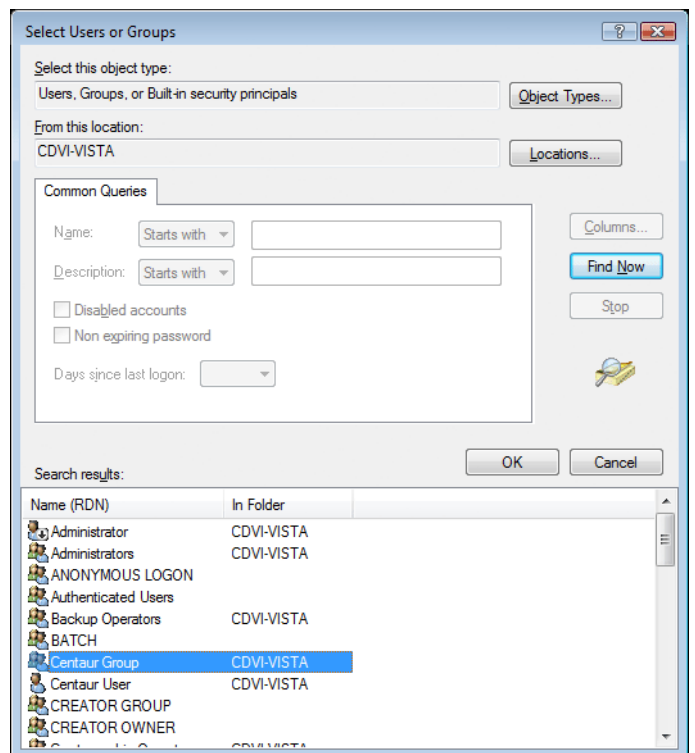 Select Users or Groups
Select this object type:
Users, Groups, or Built-in security principals
Object Types...
From this location:
CDVI-VISTA
Locations...
Common Queries
Name: Starts with
Columns...
Description: Starts with
Find Now
Disabled accounts
Stop
Non expiring password
Days since last logon:
OK Cancel
Search results:
Name (RDN) In Folder
Administrator CDVI-VISTA
Administrators CDVI-VISTA
ANONYMOUS LOGON
Authenticated Users
Backup Operators CDVI-VISTA
BATCH
Centaur Group CDVI-VISTA
Centaur User CDVI-VISTA
CREATOR GROUP
CREATOR OWNER
CDVI-VISTA